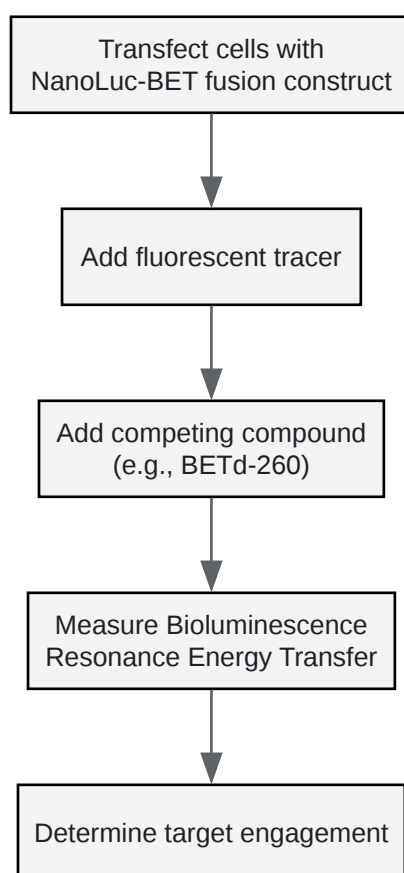 Transfect cells with
NanoLuc-BET fusion construct
Add fluorescent tracer
Add competing compound
(e.g., BETd-260)
Measure Bioluminescence
Resonance Energy Transfer
Determine target engagement